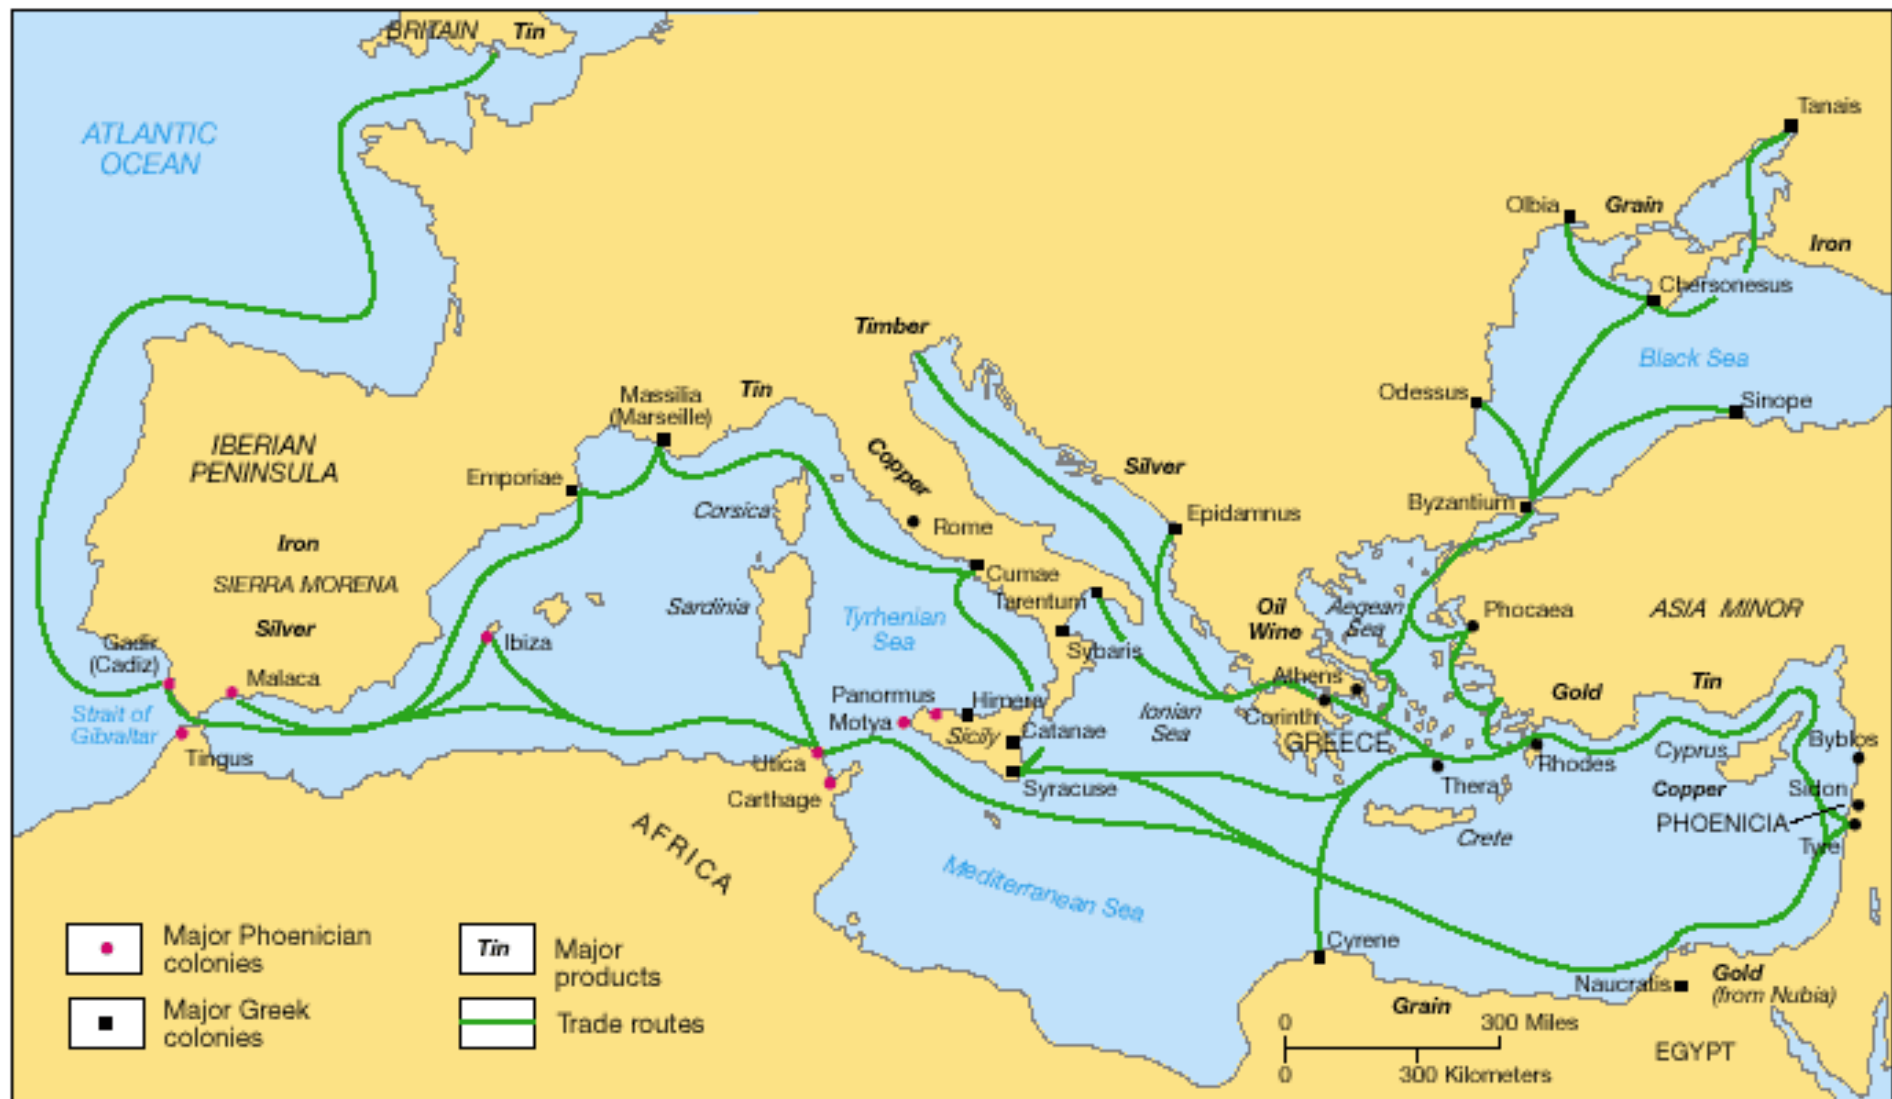 BRITAIN
Tin
ATLANTIC
OCEAN
Tanais
Olbia
Grain
Iron
Chersonesus
Timber
Black Sea
Massilia
(Marseille)
Tin
Odessus
Sinope
IBERIAN
PENINSULA
Copper
Silver
Emporiae
Corsica
Rome
Epidamnus
Byzantium
Iron
SIERRA MORENA
Silver
Sardinia
Tyrrhenian
Sea
Cumae
Tarentum
Oil
Wine
Aegean
Sea
Phocaea
ASIA MINOR
Gadir
(Cadiz)
Malaca
Ibiza
Sybaris
Athens
Gold
Tin
Strait of
Gibraltar
Panormus
Motya
Himera
Sicily
Catanae
Ionian
Sea
Corinth
GREECE
Cyprus
Byblos
Tingus
Utica
Carthage
Syracuse
Thera
Rhodes
Copper
Sidon
PHOENICIA
Tyre
AFRICA
Crete
Mediterranean Sea
Cyrene
Naucratis
Gold
(from Nubia)
Grain
EGYPT
Major Phoenician
colonies
Tin
Major
products
Major Greek
colonies
Trade routes
0
300 Miles
0
300 Kilometers